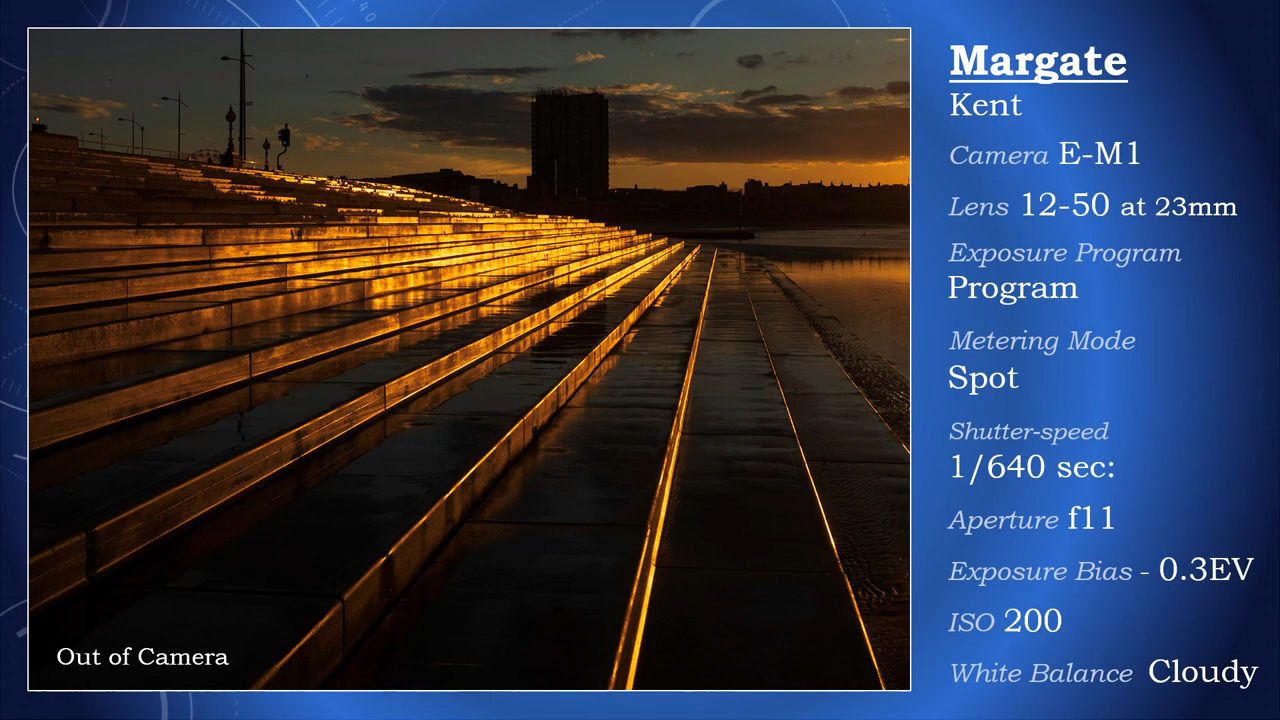 Margate
Kent
Camera E-M1
Lens 12-50 at 23mm
Exposure Program
Program
Metering Mode
Spot
Shutter-speed
1/640 sec:
Aperture f11
Exposure Bias - 0.3EV
ISO 200
White Balance Cloudy
Out of Camera
40